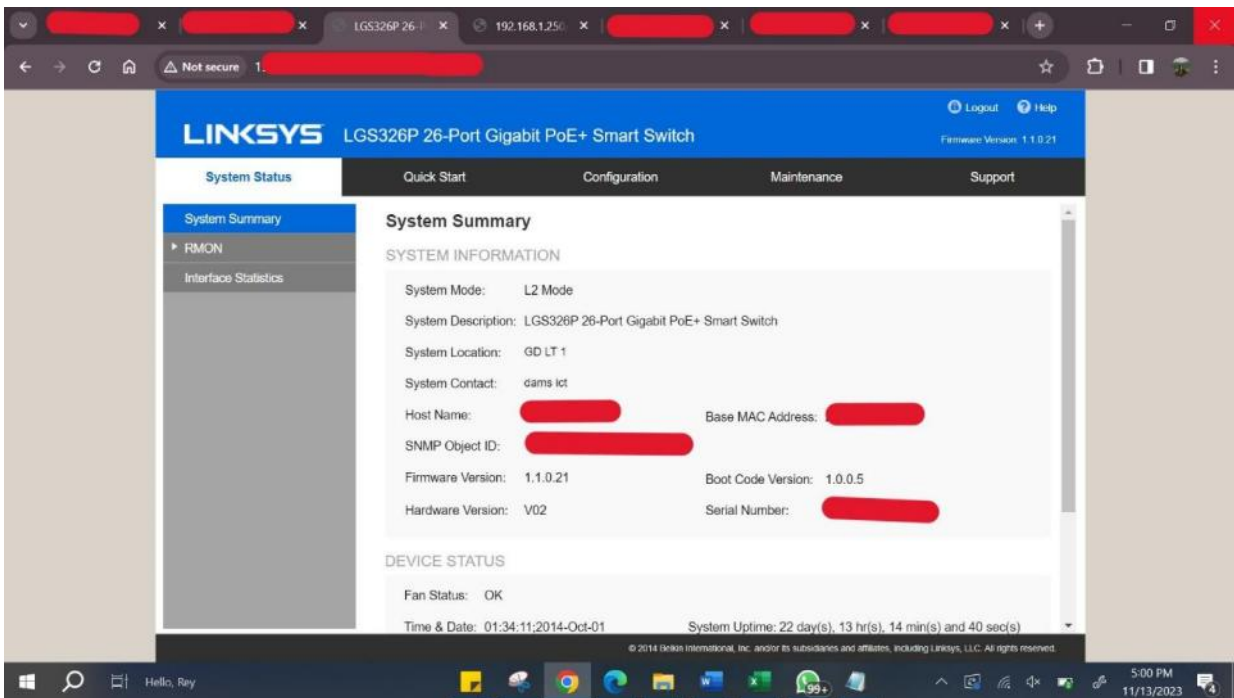 LGS326P 26-P
192.168.1.250
Not secure 1
Logout Help
LINKSYS LGS326P 26-Port Gigabit PoE+ Smart Switch
Firmware Version: 1.1.0.21
System Status Quick Start Configuration Maintenance Support
System Summary
RMON
Interface Statistics
System Summary
SYSTEM INFORMATION
System Mode: L2 Mode
System Description: LGS326P 26-Port Gigabit PoE+ Smart Switch
System Location: GD LT 1
System Contact: dams ict
Host Name:
Base MAC Address:
SNMP Object ID:
Firmware Version: 1.1.0.21 Boot Code Version: 1.0.0.5
Hardware Version: V02 Serial Number:
DEVICE STATUS
Fan Status: OK
Time & Date: 01:34:11;2014-Oct-01 System Uptime: 22 day(s), 13 hr(s), 14 min(s) and 40 sec(s)
© 2014 Belkin International, Inc. and/or its subsidiaries and affiliates, including Linksys, LLC. All rights reserved.
Hello, Rey
99+
5:00 PM
11/13/2023
4